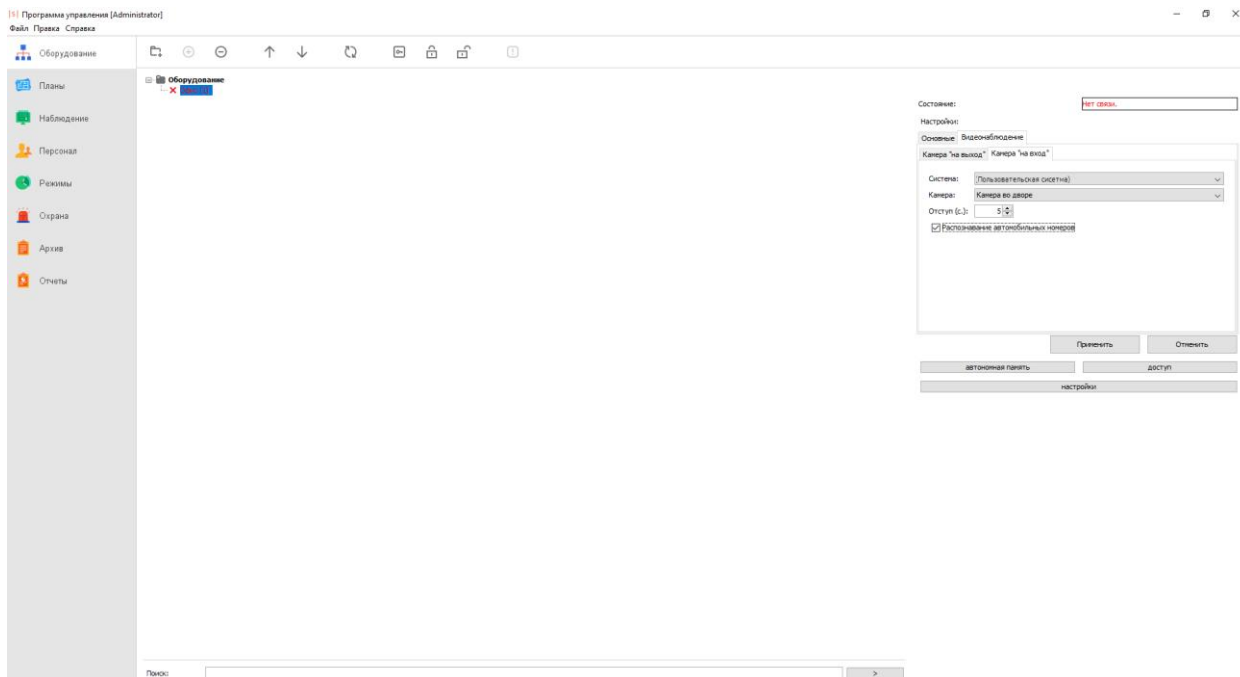 Программа управления [Administrator]
Файл Правка Справка
Оборудование
Планы
Наблюдение
Персонал
Режимы
Охрана
Архив
Отчеты
Оборудование
Состояние: Нет связи.
Настройки:
Основные Видеонаблюдение
Камера "на выход" Камера "на вход"
Система: (Пользовательская сисетма)
Камера: Камера во дворе
Отступ (с.): 5
Распознавание автомобильных номеров
Применить Отменить
автономная память доступ
настройки
Поиск: >